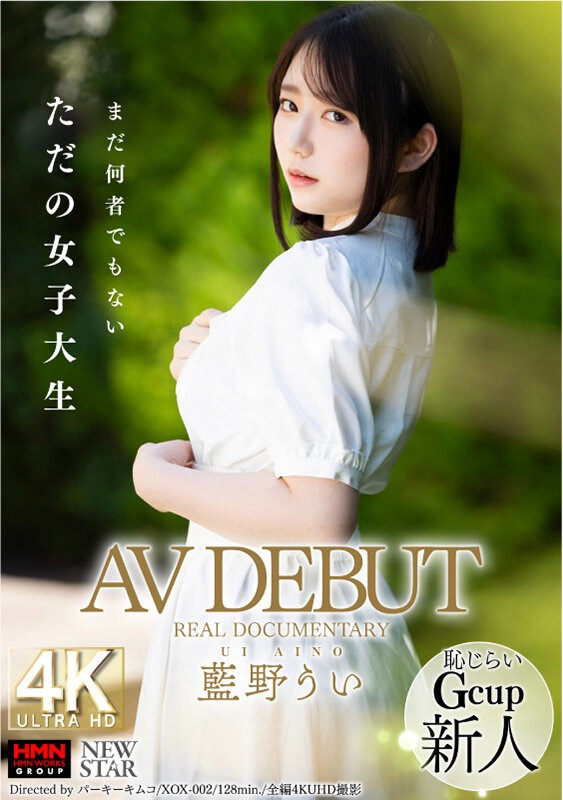 まだ何者でもない
ただの女子大生
AV DEBUT
REAL DOCUMENTARY
UI AINO
藍野うい
4K
ULTRA HD
恥じらい
Gcup
新人
HMN
HMN WORKS
GROUP
NEW
STAR
Directed by パーキーキムコ/XOX-002/128min./全編4KUHD撮影